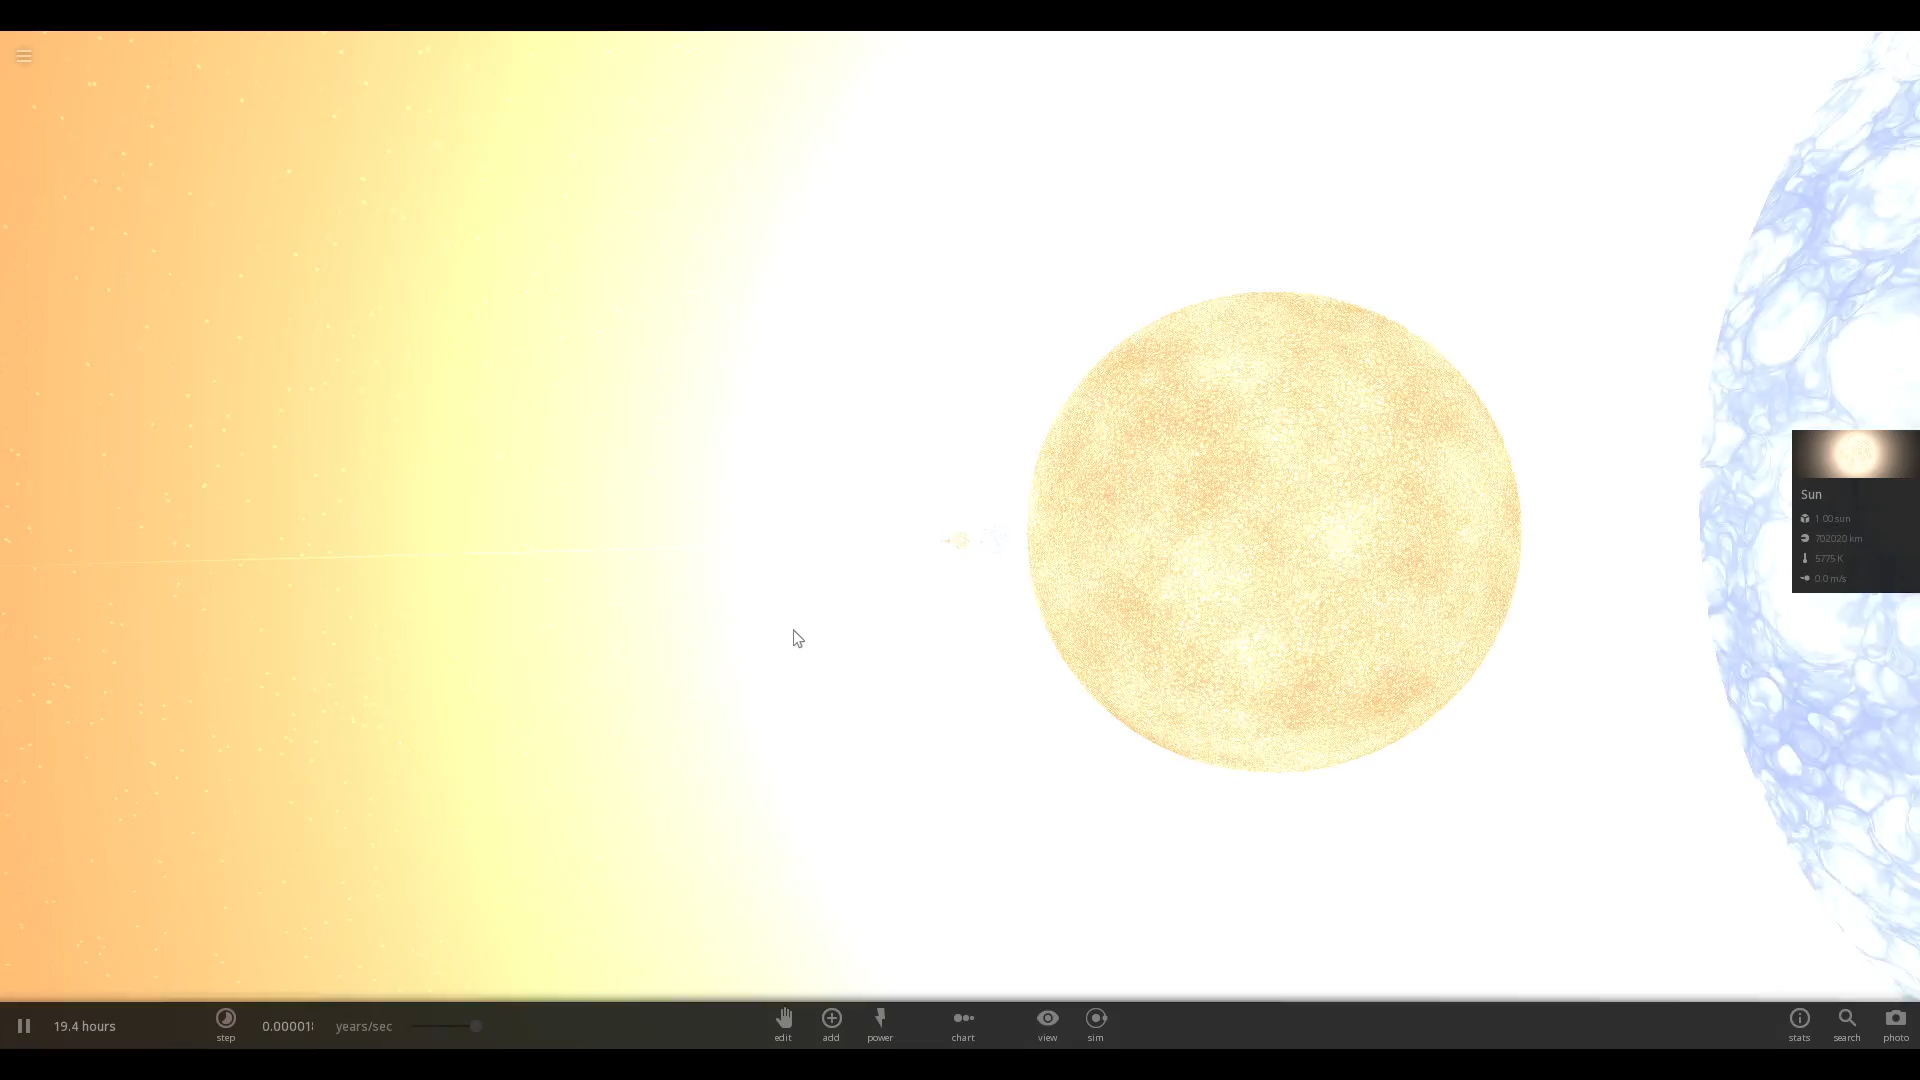 Sun
1.00 sun
702020 km
5775 K
0.0 m/s
19.4 hours
step
years/sec
edit
add
power
chart
view
sim
stats
search
photo